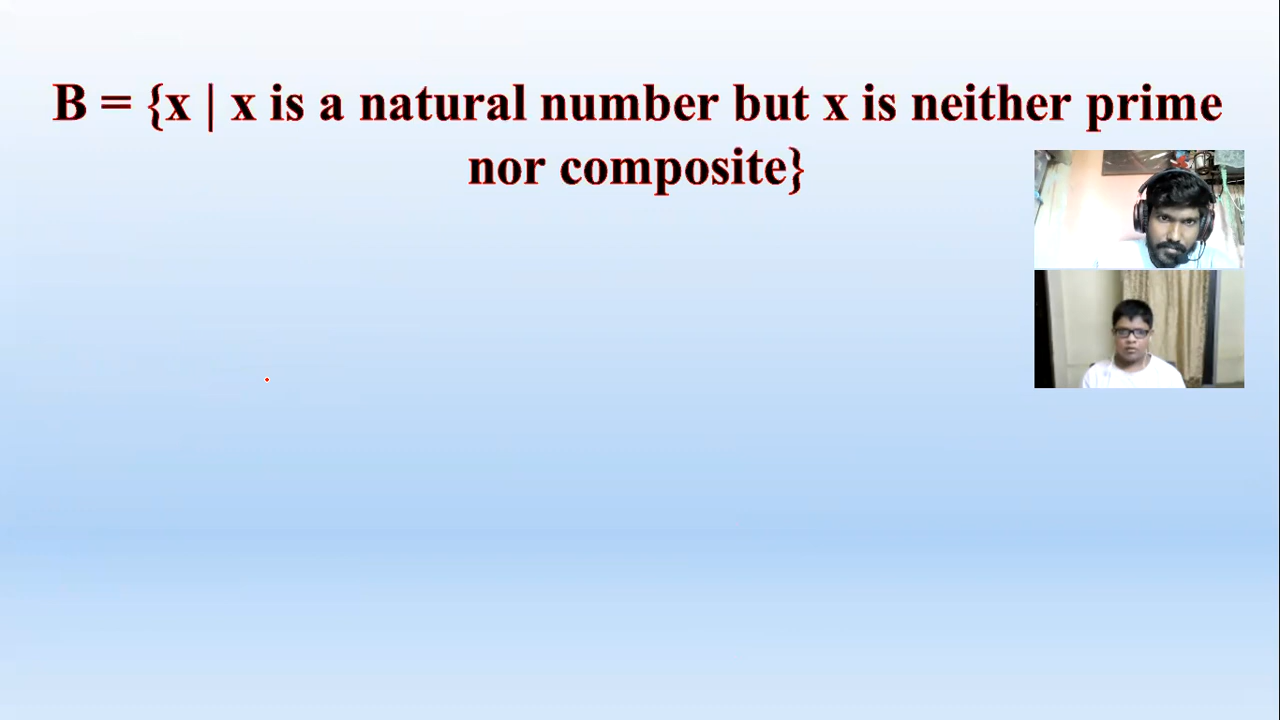 B = {x | x is a natural number but x is neither prime
nor composite}